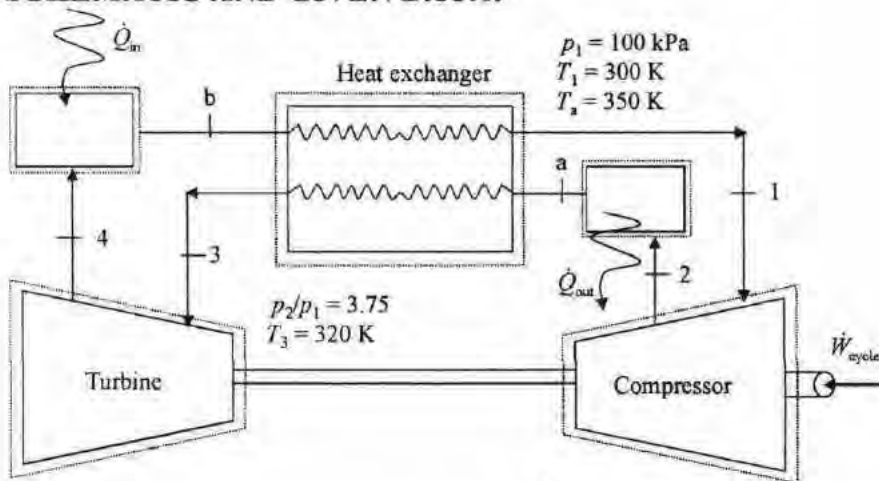 Q̇in
b
Heat exchanger
p1 = 100 kPa
T1 = 300 K
Ta = 350 K
a
1
4
3
2
Q̇out
p2/p1 = 3.75
T3 = 320 K
Turbine
Compressor
Ẇcycle